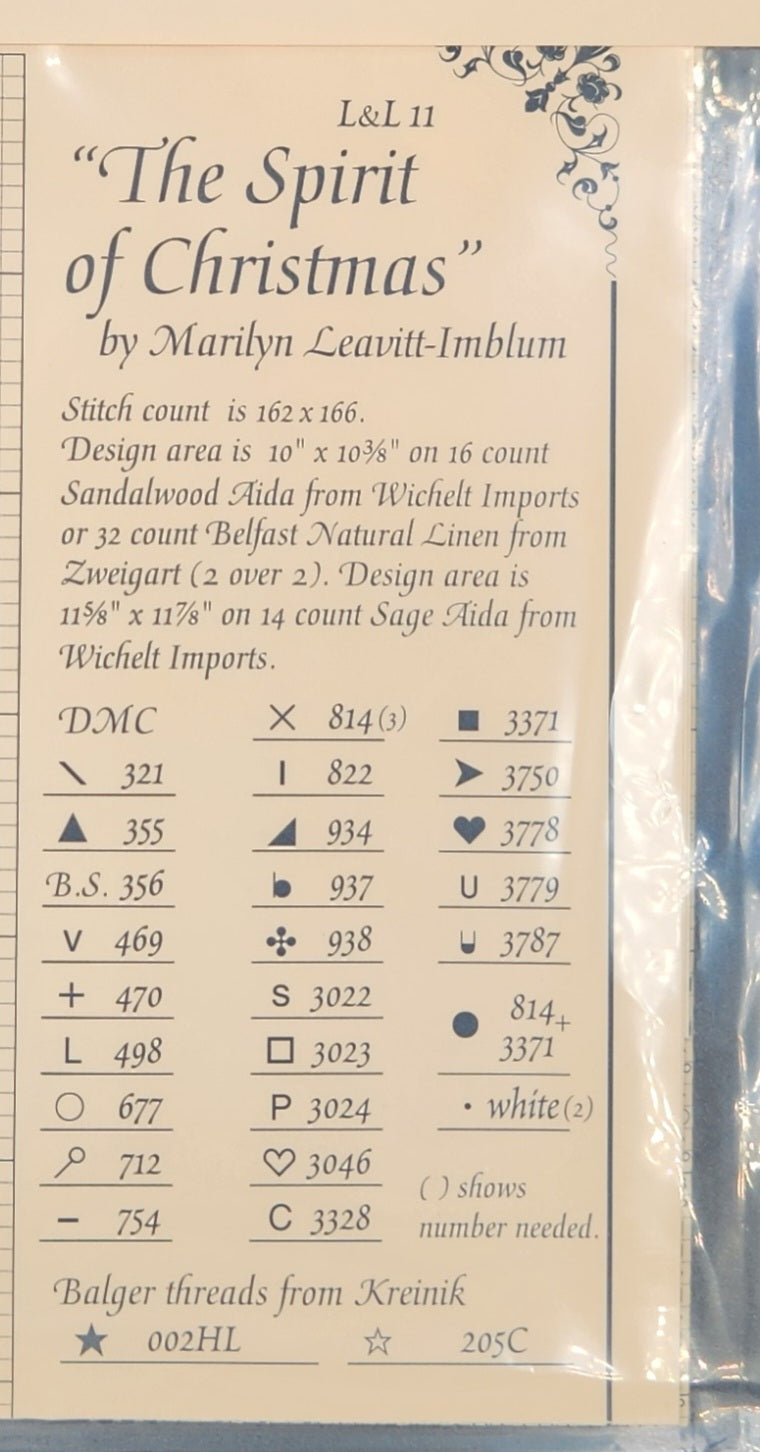 L&L 11
"The Spirit
of Christmas"
by Marilyn Leavitt-Imblum
Stitch count is 162 x 166.
Design area is 10" x 10⅜" on 16 count
Sandalwood Aida from Wichelt Imports
or 32 count Belfast Natural Linen from
Zweigart (2 over 2). Design area is
11⅝" x 11⅞" on 14 count Sage Aida from
Wichelt Imports.
DMC
\ 321
▲ 355
B.S. 356
V 469
+ 470
L 498
○ 677
⚲ 712
– 754
× 814 (3)
I 822
◢ 934
937
✣ 938
S 3022
□ 3023
P 3024
♡ 3046
C 3328
■ 3371
➤ 3750
♥ 3778
U 3779
3787
● 814+
3371
• white (2)
( ) shows
number needed.
Balger threads from Kreinik
★ 002HL ☆ 205C